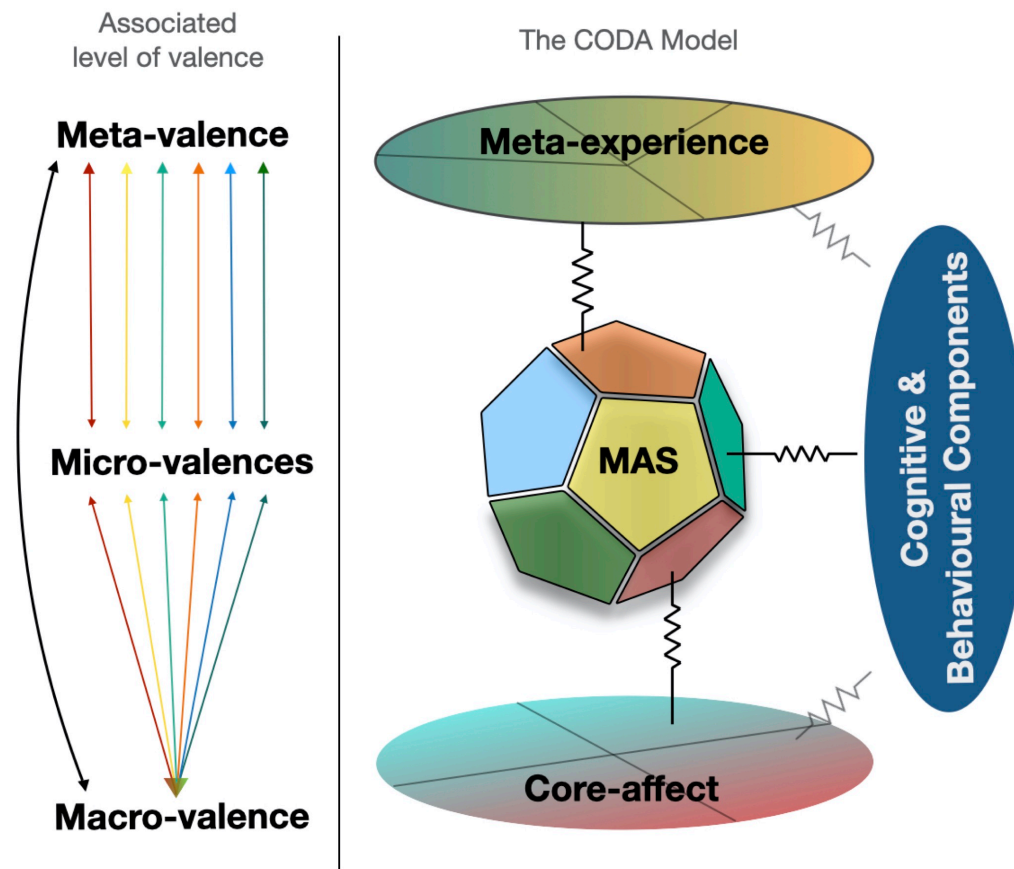 Associated
level of valence
Meta-valence
Micro-valences
Macro-valence
The CODA Model
Meta-experience
MAS
Core-affect
Cognitive &
Behavioural Components